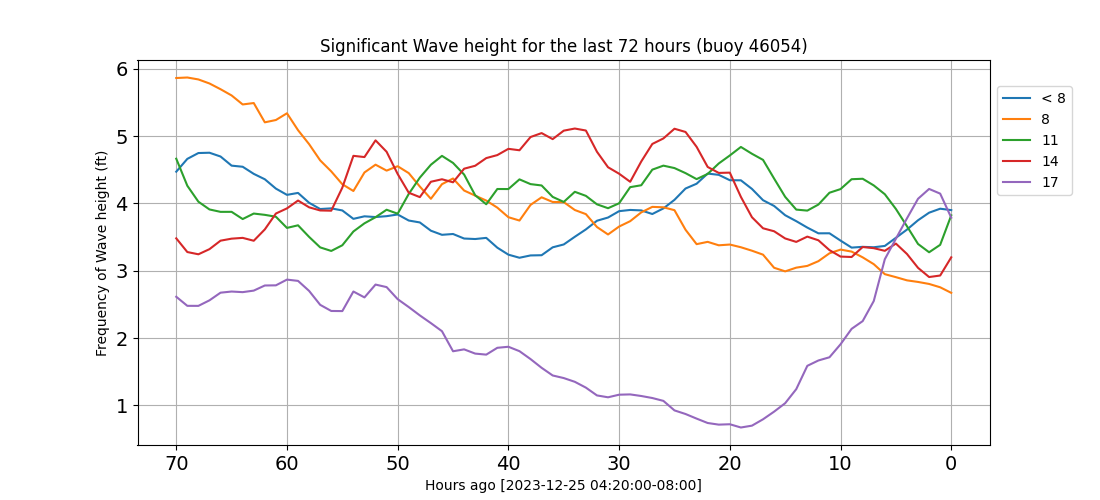 Significant Wave height for the last 72 hours (buoy 46054)
6
5
4
3
2
1
Frequency of Wave height (ft)
< 8
8
11
14
17
70 60 50 40 30 20 10 0
Hours ago [2023-12-25 04:20:00-08:00]